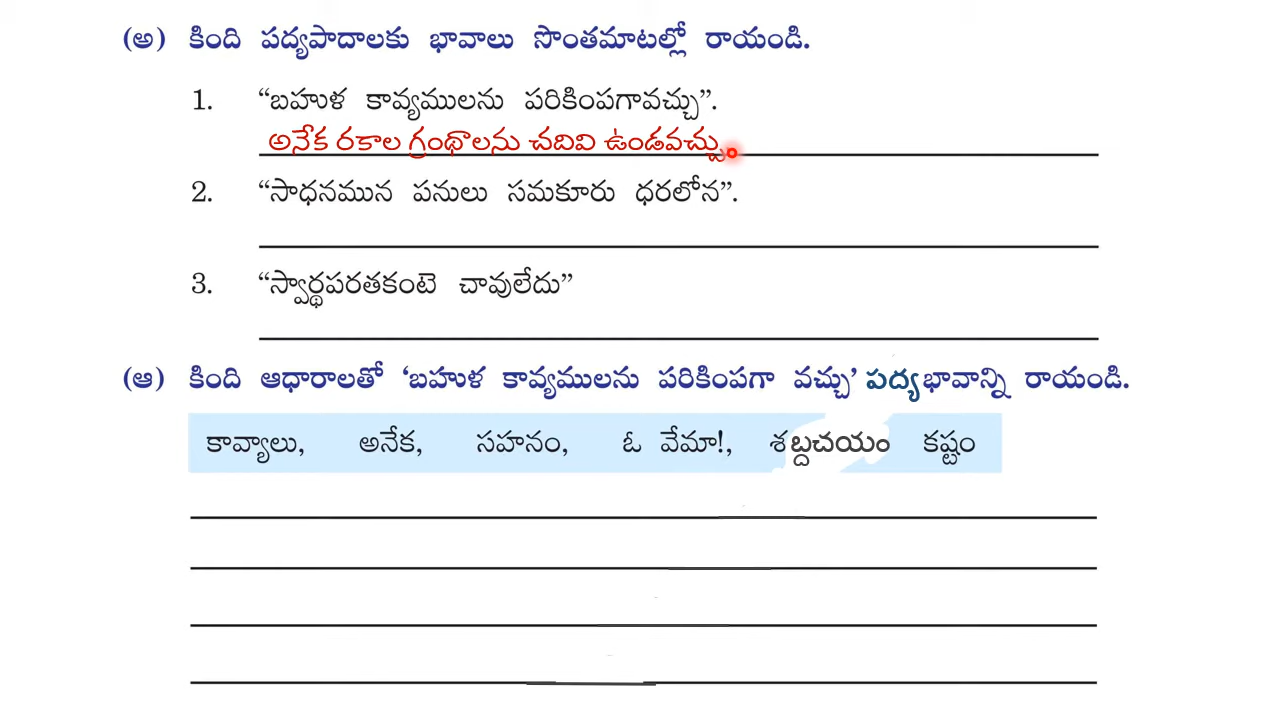 (అ) కింది పద్యపాదాలకు భావాలు సొంతమాటల్లో రాయండి.
1. “బహుళ కావ్యములను పరికింపగావచ్చు”.
అనేక రకాల గ్రంథాలను చదివి ఉండవచ్చు.
2. “సాధనమున పనులు సమకూరు ధరలోన”.
3. “స్వార్థపరతకంటె చావులేదు”
(ఆ) కింది ఆధారాలతో ‘బహుళ కావ్యములను పరికింపగా వచ్చు’ పద్యభావాన్ని రాయండి.
కావ్యాలు, అనేక, సహనం, ఓ వేమా!, శబ్దచయం కష్టం